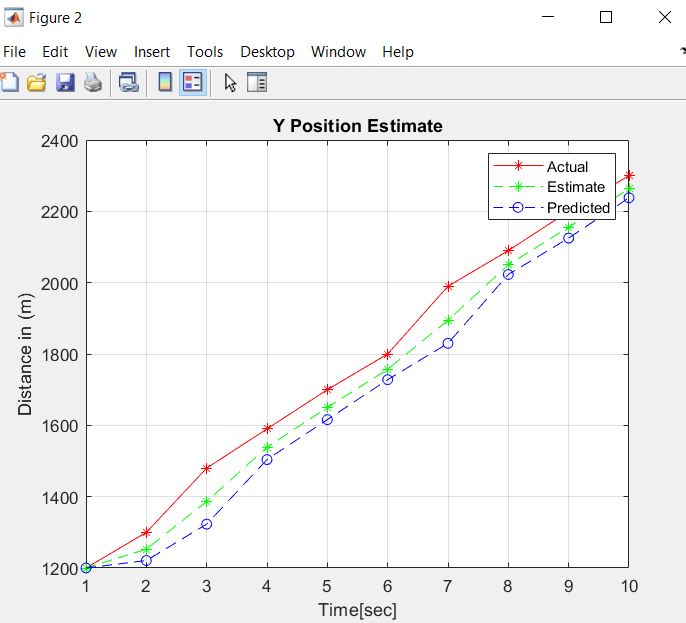 Figure 2
File Edit View Insert Tools Desktop Window Help
Y Position Estimate
2400
2200
2000
1800
1600
1400
1200
Distance in (m)
Actual
Estimate
Predicted
1 2 3 4 5 6 7 8 9 10
Time[sec]